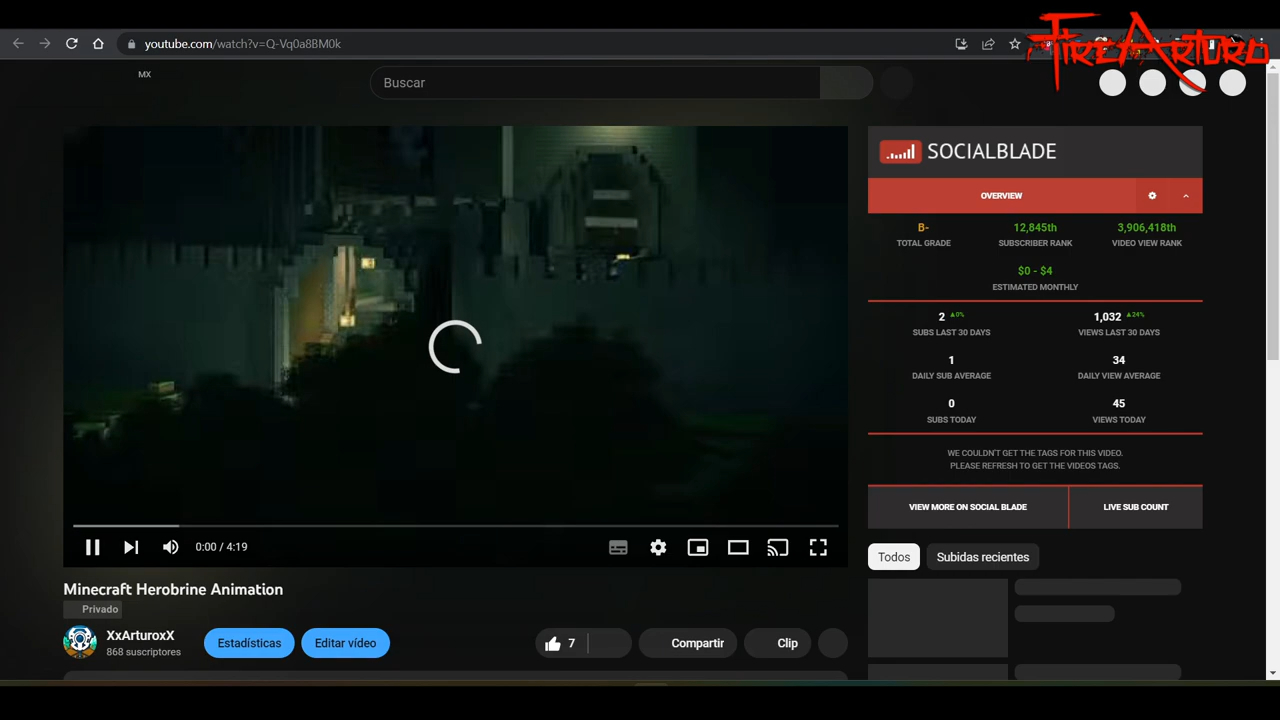 FireArturo
youtube.com/watch?v=Q-Vq0a8BM0k
MX
Buscar
SOCIALBLADE
OVERVIEW
B-
12,845th
3,906,418th
TOTAL GRADE
SUBSCRIBER RANK
VIDEO VIEW RANK
$0 - $4
ESTIMATED MONTHLY
2 ▲0%
1,032 ▲24%
SUBS LAST 30 DAYS
VIEWS LAST 30 DAYS
1
34
DAILY SUB AVERAGE
DAILY VIEW AVERAGE
0
45
SUBS TODAY
VIEWS TODAY
WE COULDN'T GET THE TAGS FOR THIS VIDEO.
PLEASE REFRESH TO GET THE VIDEOS TAGS.
VIEW MORE ON SOCIAL BLADE
LIVE SUB COUNT
0:00 / 4:19
Todos
Subidas recientes
Minecraft Herobrine Animation
Privado
XxArturoxX
868 suscriptores
Estadísticas
Editar vídeo
7
Compartir
Clip